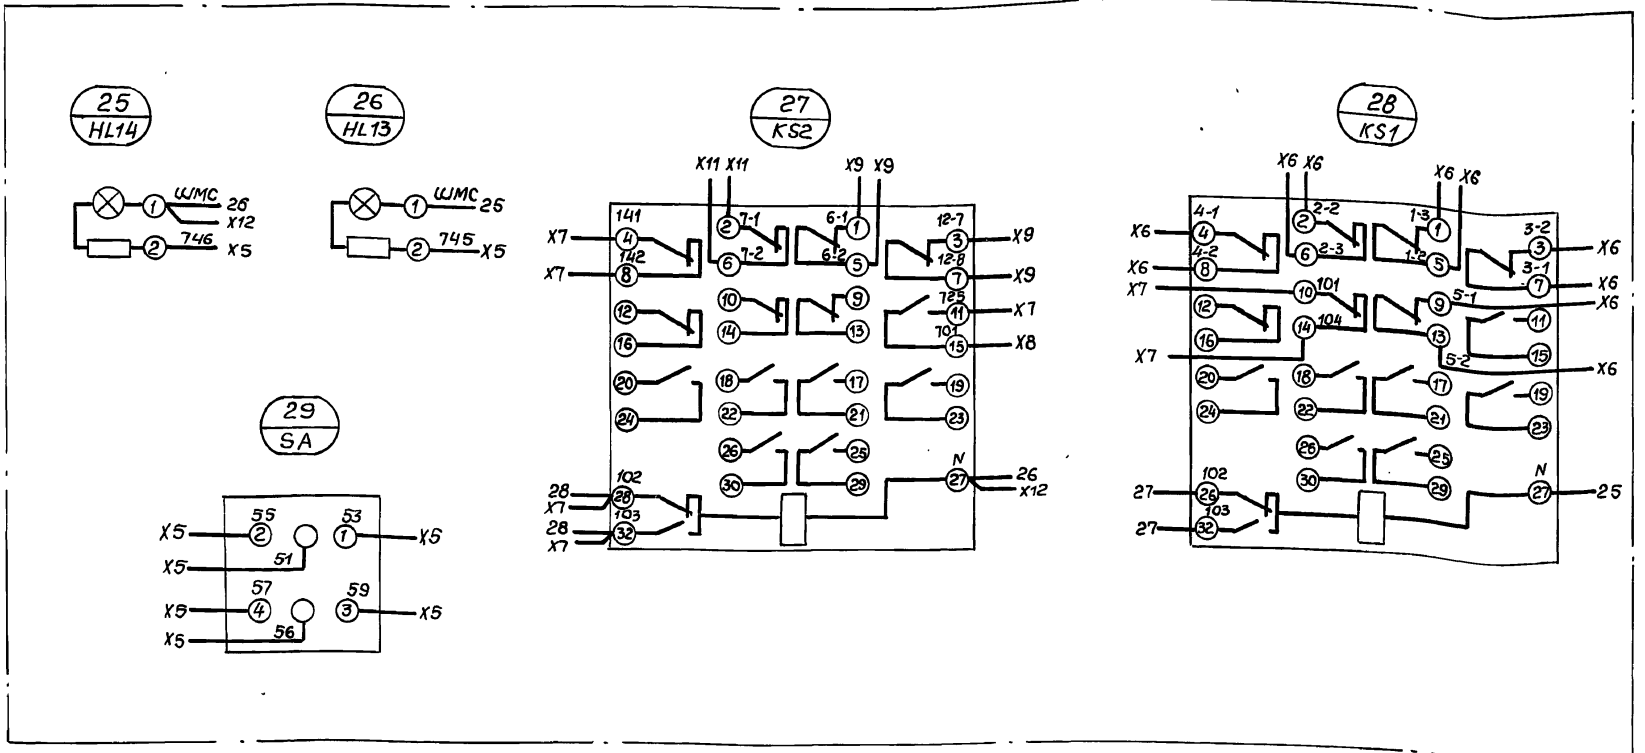 25
HL14
26
HL13
27
KS2
28
KS1
1 ШМС 26
X12
2 746 X5
1 ШМС 25
2 745 X5
29
SA
X5 55 2 1 53 X5
X5 51
X5 57 4 3 59 X5
X5 56
X11 X11 X9 X9
141 7-1 6-1 12-7
X7 4 2 1 3 X9
142 7-2 6-2 12-8
X7 8 6 5 7 X9
725
12 10 9 11 X7
701
16 14 13 15 X8
20 18 17 19
24 22 21 23
26 25
30 29
102 N
28 28 27 26
X7 X12
103
28 32
X7
X6 X6 X6 X6
4-1 2-2 1-3 3-2
X6 4 2 1 3 X6
4-2 2-3 1-2 3-1
X6 8 6 5 7 X6
X7 10 101 9 5-1 X6
12 11
14 104 13
16 15
X7 5-2 X6
20 18 17 19
24 22 21 23
26 25
30 29
102 N
27 26 27 25
103
27 32